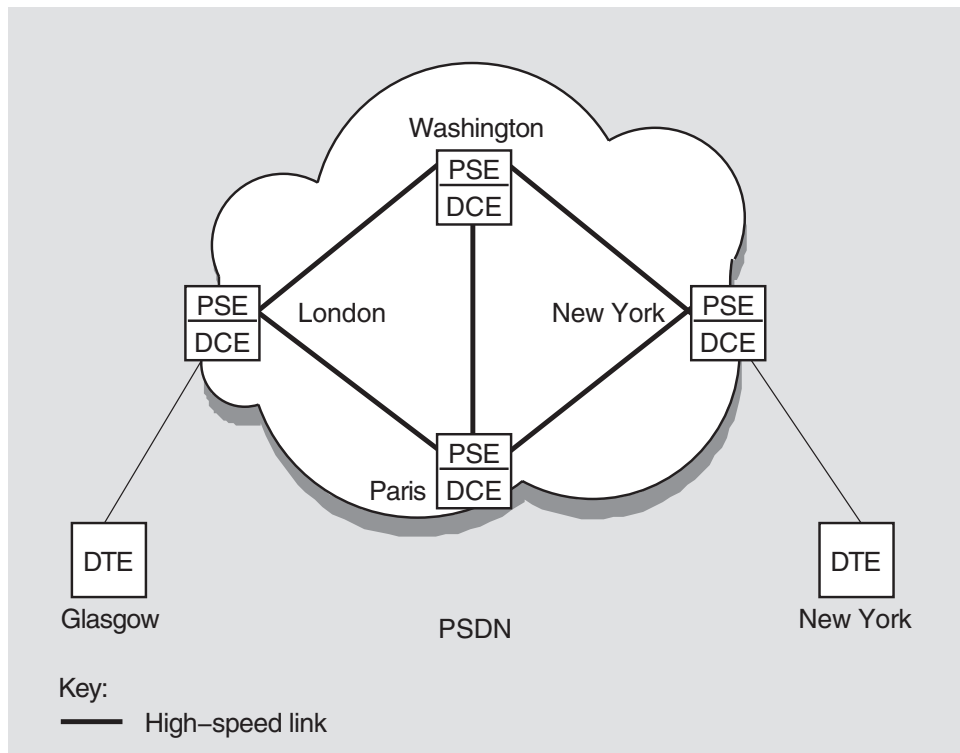 Washington
PSE
DCE
PSE
DCE
London
New York
PSE
DCE
Paris
PSE
DCE
DTE
Glasgow
DTE
New York
PSDN
Key:
High–speed link